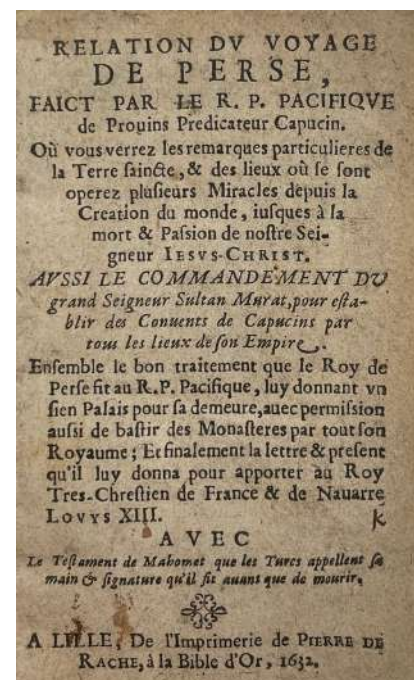 RELATION DV VOYAGE
DE PERSE,
FAICT PAR LE R. P. PACIFIQVE
de Prouins Predicateur Capucin.
Où vous verrez les remarques particulieres de
la Terre saincte, & des lieux où se sont
operez plusieurs Miracles depuis la
Creation du monde, iusques à la
mort & Passion de nostre Sei-
gneur IESVS-CHRIST.
AVSSI LE COMMANDEMENT DV
grand Seigneur Sultan Murat, pour esta-
blir des Conuents de Capucins par
tous les lieux de son Empire.
Ensemble le bon traitement que le Roy de
Perse fit au R. P. Pacifique, luy donnant vn
sien Palais pour sa demeure, auec permission
aussi de bastir des Monasteres par tout son
Royaume ; Et finalement la lettre & present
qu'il luy donna pour apporter au Roy
Tres-Chrestien de France & de Nauarre
LOVYS XIII. k
AVEC
Le Testament de Mahomet que les Turcs appellent sa
main & signature qu'il fit auant que de mourir.
A LILLE, De l'Imprimerie de PIERRE DE
RACHE, à la Bible d'Or, 1632.